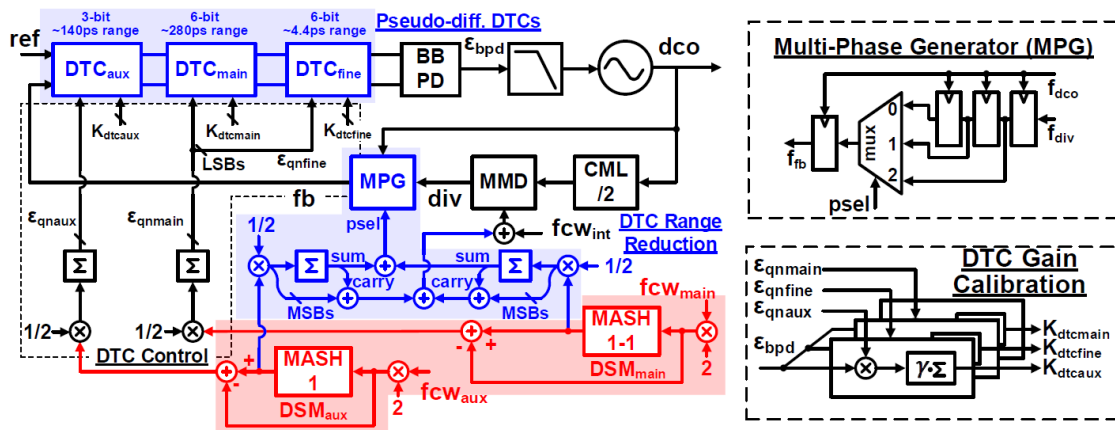 3-bit
~140ps range
6-bit
~280ps range
6-bit
~4.4ps range
Pseudo-diff. DTCs
ref
DTCaux
DTCmain
DTCfine
BB
PD
εbpd
dco
Kdtcaux
Kdtcmain
Kdtcfine
LSBs
εqnfine
MPG
MMD
CML
/2
fb
div
psel
fcwint
DTC Range
Reduction
εqnaux
εqnmain
1/2
Σ
Σ
Σ
sum
sum
Σ
1/2
carry
carry
MSBs
MSBs
1/2
1/2
DTC Control
fcwmain
MASH
1-1
DSMmain
2
+
-
+
-
MASH
1
DSMaux
2
fcwaux
Multi-Phase Generator (MPG)
fdco
fdiv
ffb
mux
0
1
2
psel
DTC Gain
Calibration
εqnmain
εqnfine
εqnaux
εbpd
γ·Σ
Kdtcmain
Kdtcfine
Kdtcaux